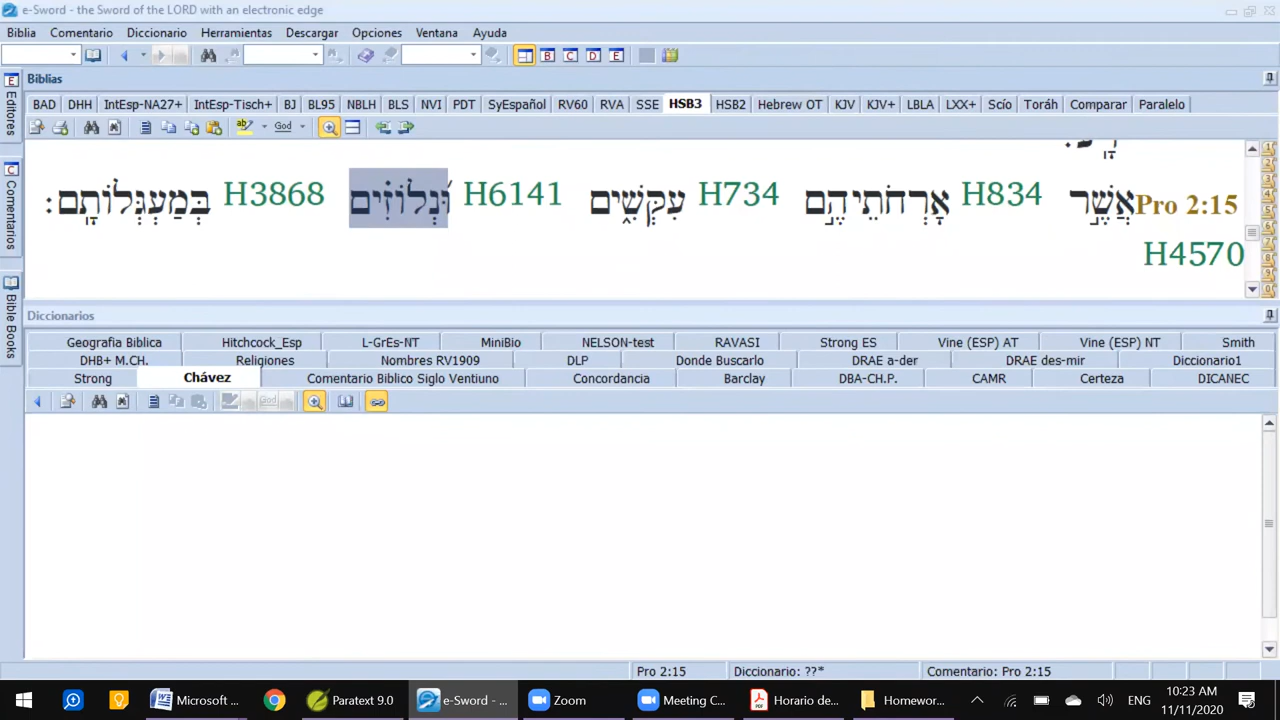 e-Sword - the Sword of the LORD with an electronic edge
Biblia Comentario Diccionario Herramientas Descargar Opciones Ventana Ayuda
Biblias
BAD DHH IntEsp-NA27+ IntEsp-Tisch+ BJ BL95 NBLH BLS NVI PDT SyEspañol RV60 RVA SSE HSB3 HSB2 Hebrew OT KJV KJV+ LBLA LXX+ Scío Toráh Comparar Paralelo
Pro 2:15 אֲשֶׁ֣ר H834 אָרְחֹתֵיהֶ֣ם H734 עִקְּשִׁ֑ים H6141 וּ֝נְלוֹזִ֗ים H3868 בְּמַעְגְּלוֹתָֽם׃
H4570
Editores
Comentarios
Bible Books
Diccionarios
Geografia Biblica Hitchcock_Esp L-GrEs-NT MiniBio NELSON-test RAVASI Strong ES Vine (ESP) AT Vine (ESP) NT Smith
DHB+ M.CH. Religiones Nombres RV1909 DLP Donde Buscarlo DRAE a-der DRAE des-mir Diccionario1
Strong Chávez Comentario Biblico Siglo Ventiuno Concordancia Barclay DBA-CH.P. CAMR Certeza DICANEC
Pro 2:15 Diccionario: ??* Comentario: Pro 2:15
Microsoft ... Paratext 9.0 e-Sword - ... Zoom Meeting C... Horario de... Homewor... ENG 10:23 AM
11/11/2020